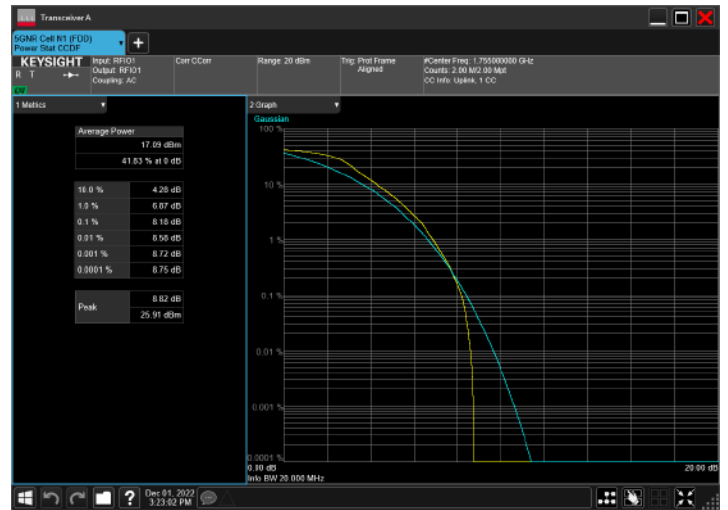 Transceiver A
5GNR Cell N1 (FDD)
Power Stat CCDF
KEYSIGHT
R T
Input: RFIO1
Output: RFIO1
Coupling: AC
Corr CCorr
Range: 20 dBm
Trig: Prot Frame
Aligned
#Center Freq: 1.755000000 GHz
Counts: 2.00 M/2.00 Mpt
CC Info: Uplink, 1 CC
1 Metrics
2 Graph
Average Power
17.09 dBm
41.83 % at 0 dB
10.0 % 4.28 dB
1.0 % 6.87 dB
0.1 % 8.18 dB
0.01 % 8.58 dB
0.001 % 8.72 dB
0.0001 % 8.75 dB
Peak
8.82 dB
25.91 dBm
Gaussian
100 %
10 %
1 %
0.1 %
0.01 %
0.001 %
0.0001 %
0.00 dB
20.00 dB
Info BW 20.000 MHz
?
Dec 01, 2022
3:23:02 PM